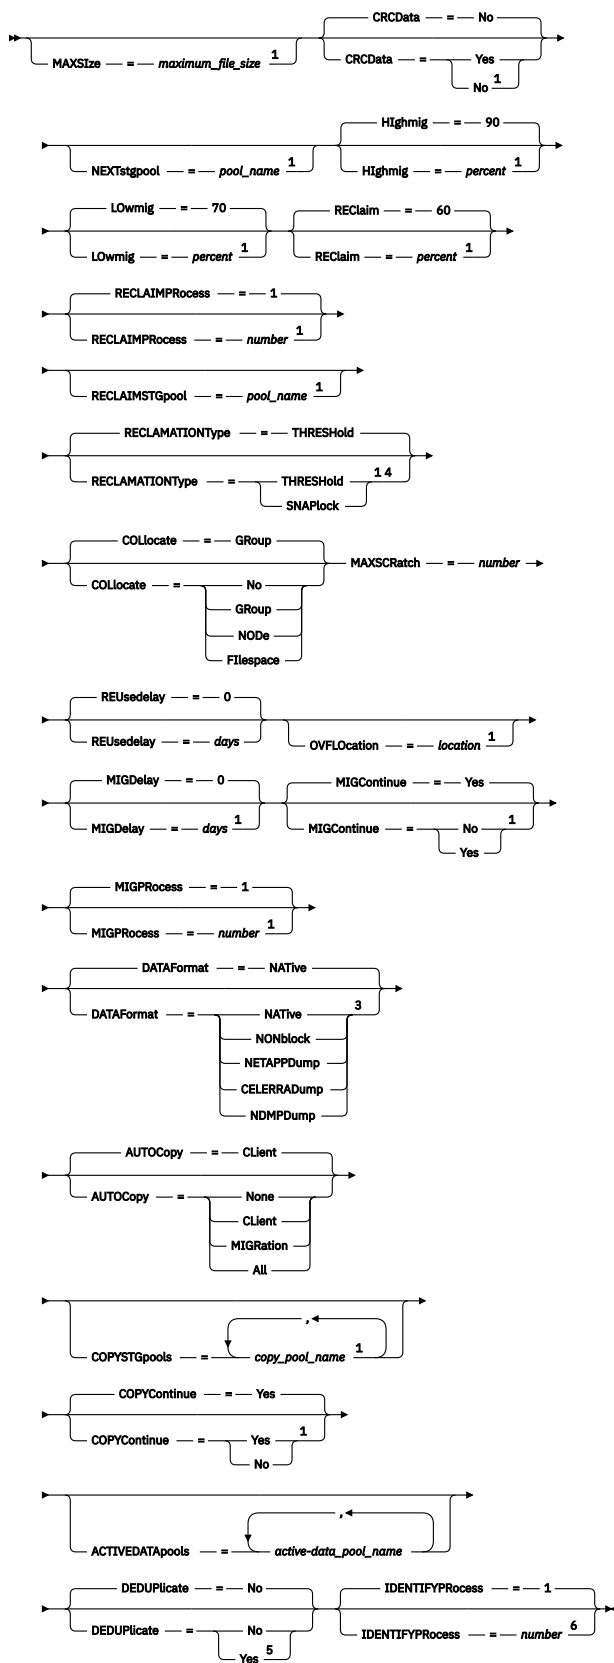 CRCData = No
MAXSIze = maximum_file_size 1
CRCData = Yes
No 1
HIghmig = 90
NEXTstgpool = pool_name 1
HIghmig = percent 1
LOwmig = 70
REClaim = 60
LOwmig = percent 1
REClaim = percent 1
RECLAIMPRocess = 1
RECLAIMPRocess = number 1
RECLAIMSTGpool = pool_name 1
RECLAMATIONType = THRESHold
RECLAMATIONType = THRESHold 1 4
SNAPlock
COLlocate = GRoup
MAXSCRatch = number
COLlocate = No
GRoup
NODe
FIlespace
REUsedelay = 0
REUsedelay = days
OVFLOcation = location 1
MIGDelay = 0
MIGContinue = Yes
MIGDelay = days 1
MIGContinue = No 1
Yes
MIGPRocess = 1
MIGPRocess = number 1
DATAFormat = NATive
DATAFormat = NATive 3
NONblock
NETAPPDump
CELERRADump
NDMPDump
AUTOCopy = CLient
AUTOCopy = None
CLient
MIGRation
All
,
COPYSTGpools = copy_pool_name 1
COPYContinue = Yes
COPYContinue = Yes 1
No
,
ACTIVEDATApools = active-data_pool_name
DEDUPlicate = No
IDENTIFYPRocess = 1
DEDUPlicate = No
IDENTIFYPRocess = number 6
Yes 5